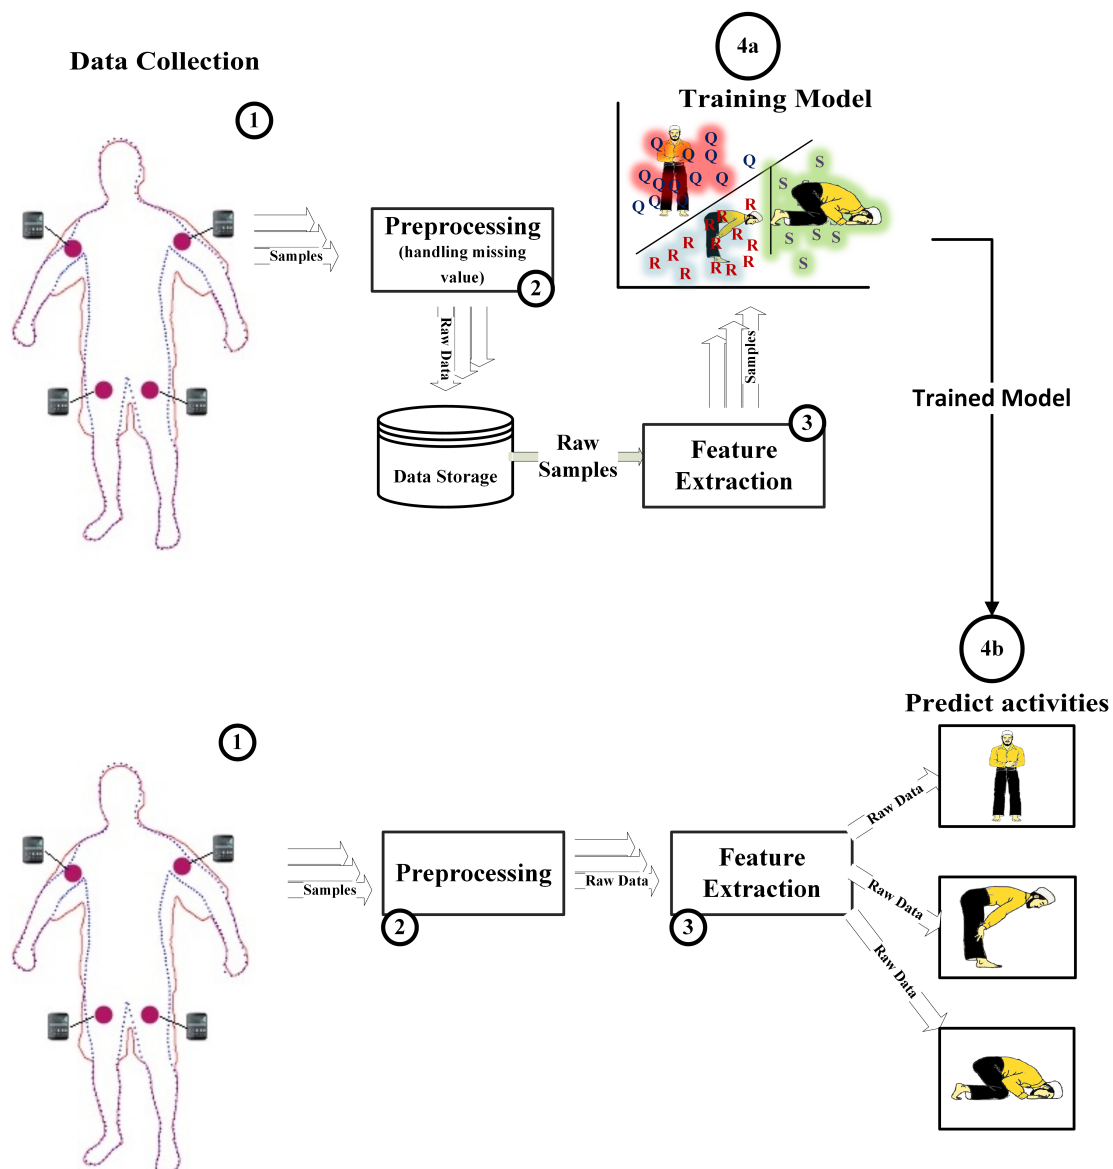 Data Collection
1
Samples
Preprocessing
(handling missing
value)
2
Raw Data
Data Storage
Raw
Samples
3
Feature
Extraction
Samples
4a
Training Model
Q
Q
Q
Q
Q
Q
Q
Q
Q
Q
Q
Q
Q
R
R
R
R
R
R
R
R
R
R
R
R
R
S
S
S
S
S
S
S
Trained Model
4b
Predict activities
1
Samples
Preprocessing
2
Raw Data
Feature
Extraction
3
Raw Data
Raw Data
Raw Data